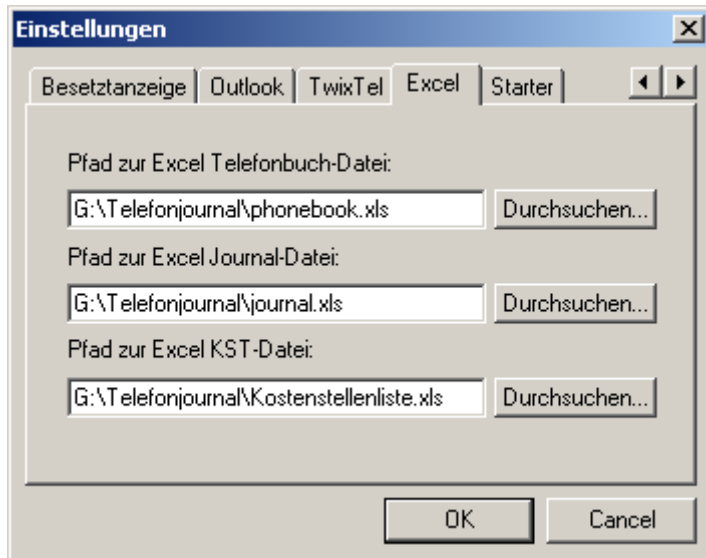 Einstellungen
Besetztanzeige Outlook TwixTel Excel Starter
Pfad zur Excel Telefonbuch-Datei:
G:\Telefonjournal\phonebook.xls Durchsuchen...
Pfad zur Excel Journal-Datei:
G:\Telefonjournal\journal.xls Durchsuchen...
Pfad zur Excel KST-Datei:
G:\Telefonjournal\Kostenstellenliste.xls Durchsuchen...
OK Cancel